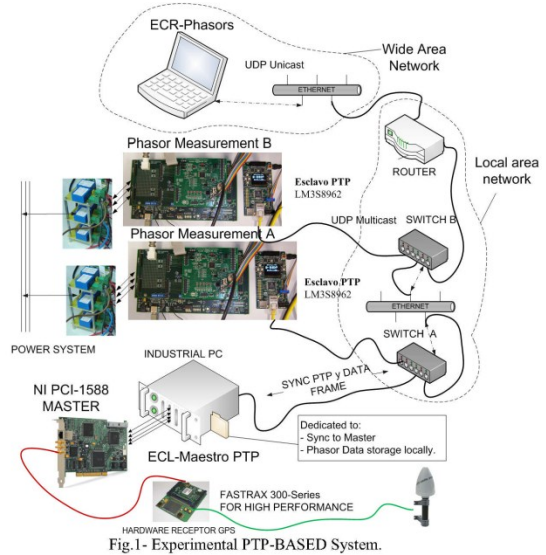 ECR-Phasors
Wide Area
Network
UDP Unicast
ETHERNET
Phasor Measurement B
ROUTER
Local area
network
Esclavo PTP
LM3S8962
UDP Multicast
SWITCH B
Phasor Measurement A
Esclavo PTP
LM3S8962
ETHERNET
SWITCH A
POWER SYSTEM
INDUSTRIAL PC
SYNC PTP y DATA
FRAME
NI PCI-1588
MASTER
ECL-Maestro PTP
Dedicated to:
- Sync to Master
- Phasor Data storage locally.
FASTRAX 300-Series
FOR HIGH PERFORMANCE
HARDWARE RECEPTOR GPS
Fig.1- Experimental PTP-BASED System.